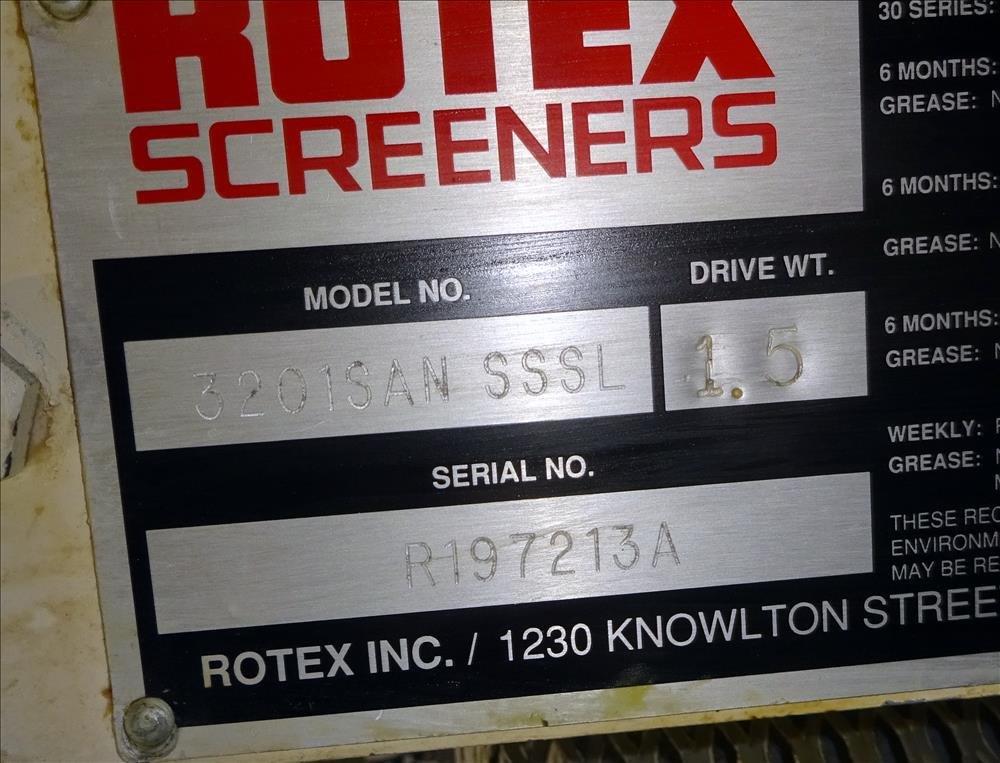 ROTEX
SCREENERS
MODEL NO.
DRIVE WT.
3201SAN SSSL
1.5
SERIAL NO.
R197213A
ROTEX INC. / 1230 KNOWLTON STREE
30 SERIES:
6 MONTHS:
GREASE: N
6 MONTHS:
GREASE: N
6 MONTHS:
GREASE: N
WEEKLY:
GREASE:
THESE REC
ENVIRONM
MAY BE RE